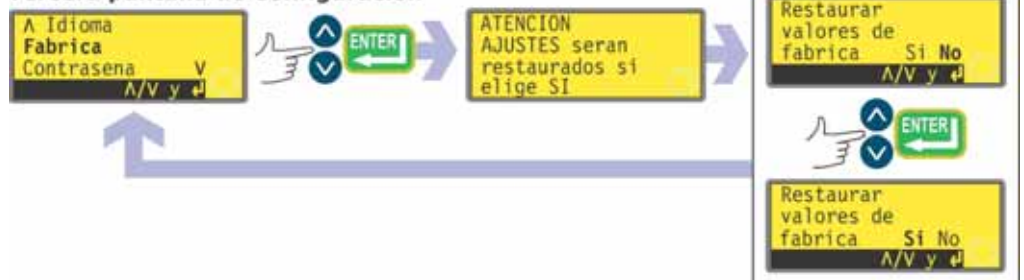 Λ Idioma
Fabrica
Contrasena V
Λ/V y ↵
ENTER
ATENCION
AJUSTES seran
restaurados si
elige SI
Restaurar
valores de
fabrica Si No
Λ/V y ↵
ENTER
Restaurar
valores de
fabrica Si No
Λ/V y ↵